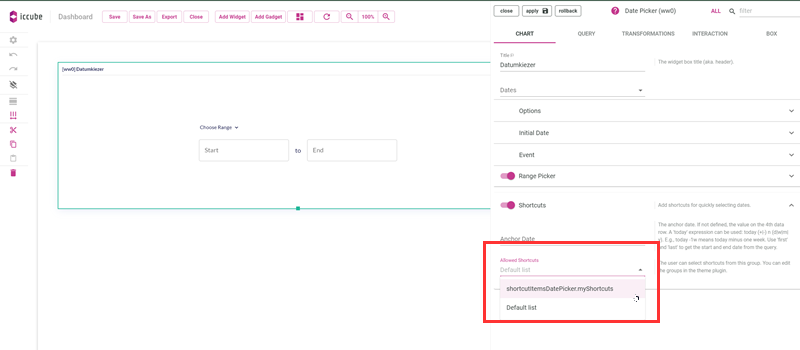 iccube
Dashboard
Save
Save As
Export
Close
Add Widget
Add Gadget
100%
close
apply
rollback
Date Picker (ww0)
ALL
filter
CHART
QUERY
TRANSFORMATIONS
INTERACTION
BOX
[ww0]:Datumkiezer
Choose Range
Start
to
End
Title
Datumkiezer
The widget box title (aka. header).
Dates
Options
Initial Date
Event
Range Picker
Shortcuts
Add shortcuts for quickly selecting dates.
Anchor Date
The anchor date. If not defined, the value on the 4th data
row. A 'today' expression can be used: today (+|-) n (d|w|m|
y). E.g., today -1w means today minus one week. Use 'first'
and 'last' to get the start and end date from the query.
Allowed Shortcuts
Default list
The user can select shortcuts from this group. You can edit
the groups in the theme plugin.
shortcutItemsDatePicker.myShortcuts
Default list